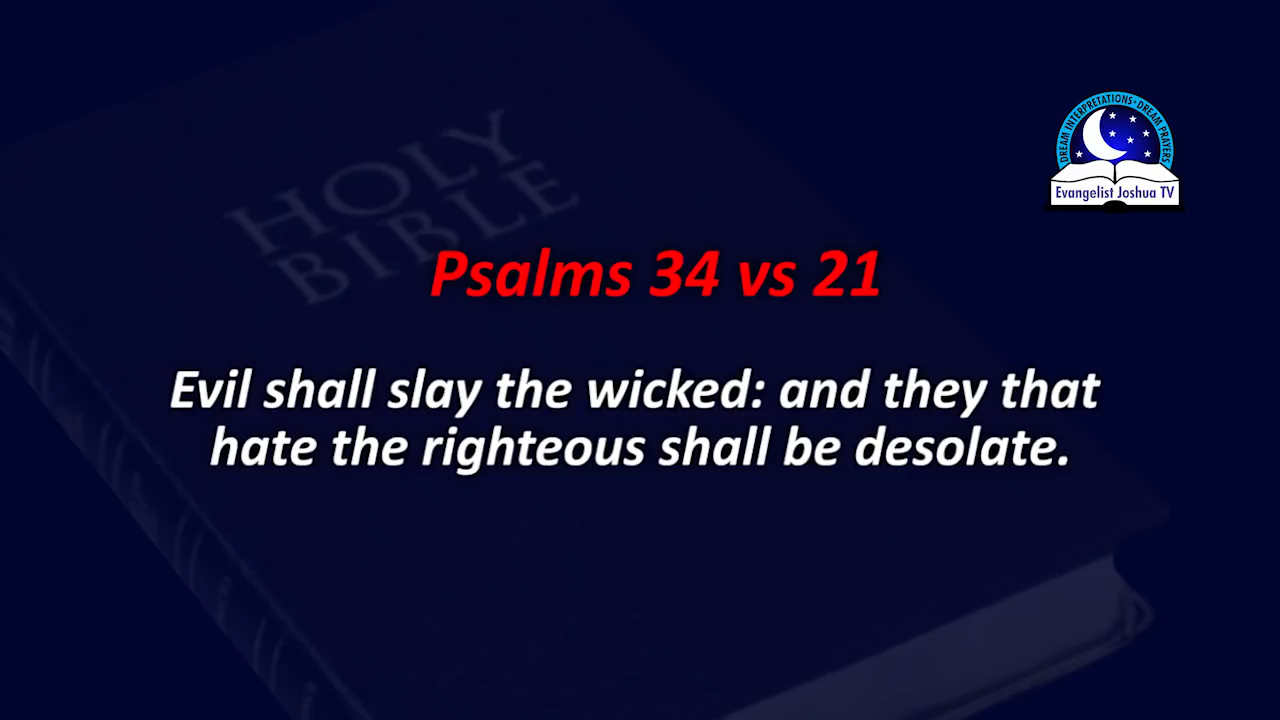 DREAM INTERPRETATIONS • DREAM PRAYERS
Evangelist Joshua TV
HOLY
BIBLE
Psalms 34 vs 21
Evil shall slay the wicked: and they that
hate the righteous shall be desolate.